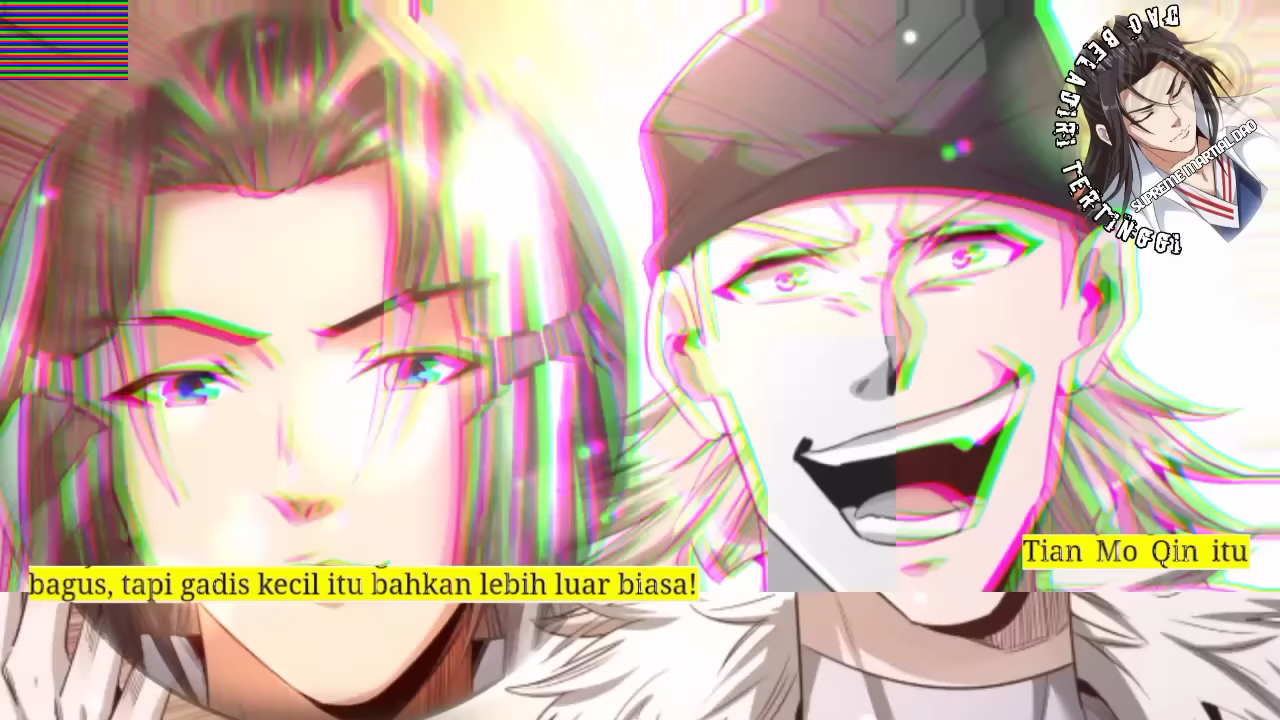 DAO BELADIRI TERTINGGI
SUPREME MARTIAL DAO
Tian Mo Qin itu
bagus, tapi gadis kecil itu bahkan lebih luar biasa!